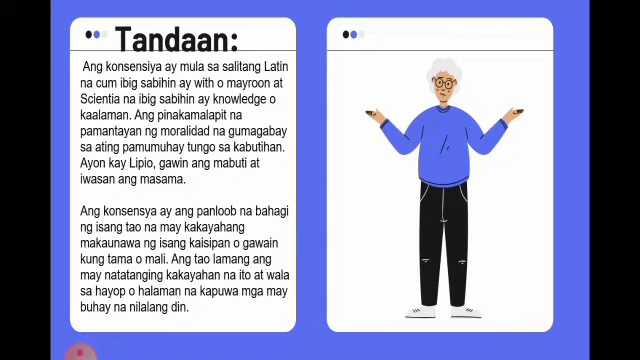 Tandaan:
Ang konsensiya ay mula sa salitang Latin
na cum ibig sabihin ay with o mayroon at
Scientia na ibig sabihin ay knowledge o
kaalaman. Ang pinakamalapit na
pamantayan ng moralidad na gumagabay
sa ating pamumuhay tungo sa kabutihan.
Ayon kay Lipio, gawin ang mabuti at
iwasan ang masama.
Ang konsensya ay ang panloob na bahagi
ng isang tao na may kakayahang
makaunawa ng isang kaisipan o gawain
kung tama o mali. Ang tao lamang ang
may natatanging kakayahan na ito at wala
sa hayop o halaman na kapuwa mga may
buhay na nilalang din.